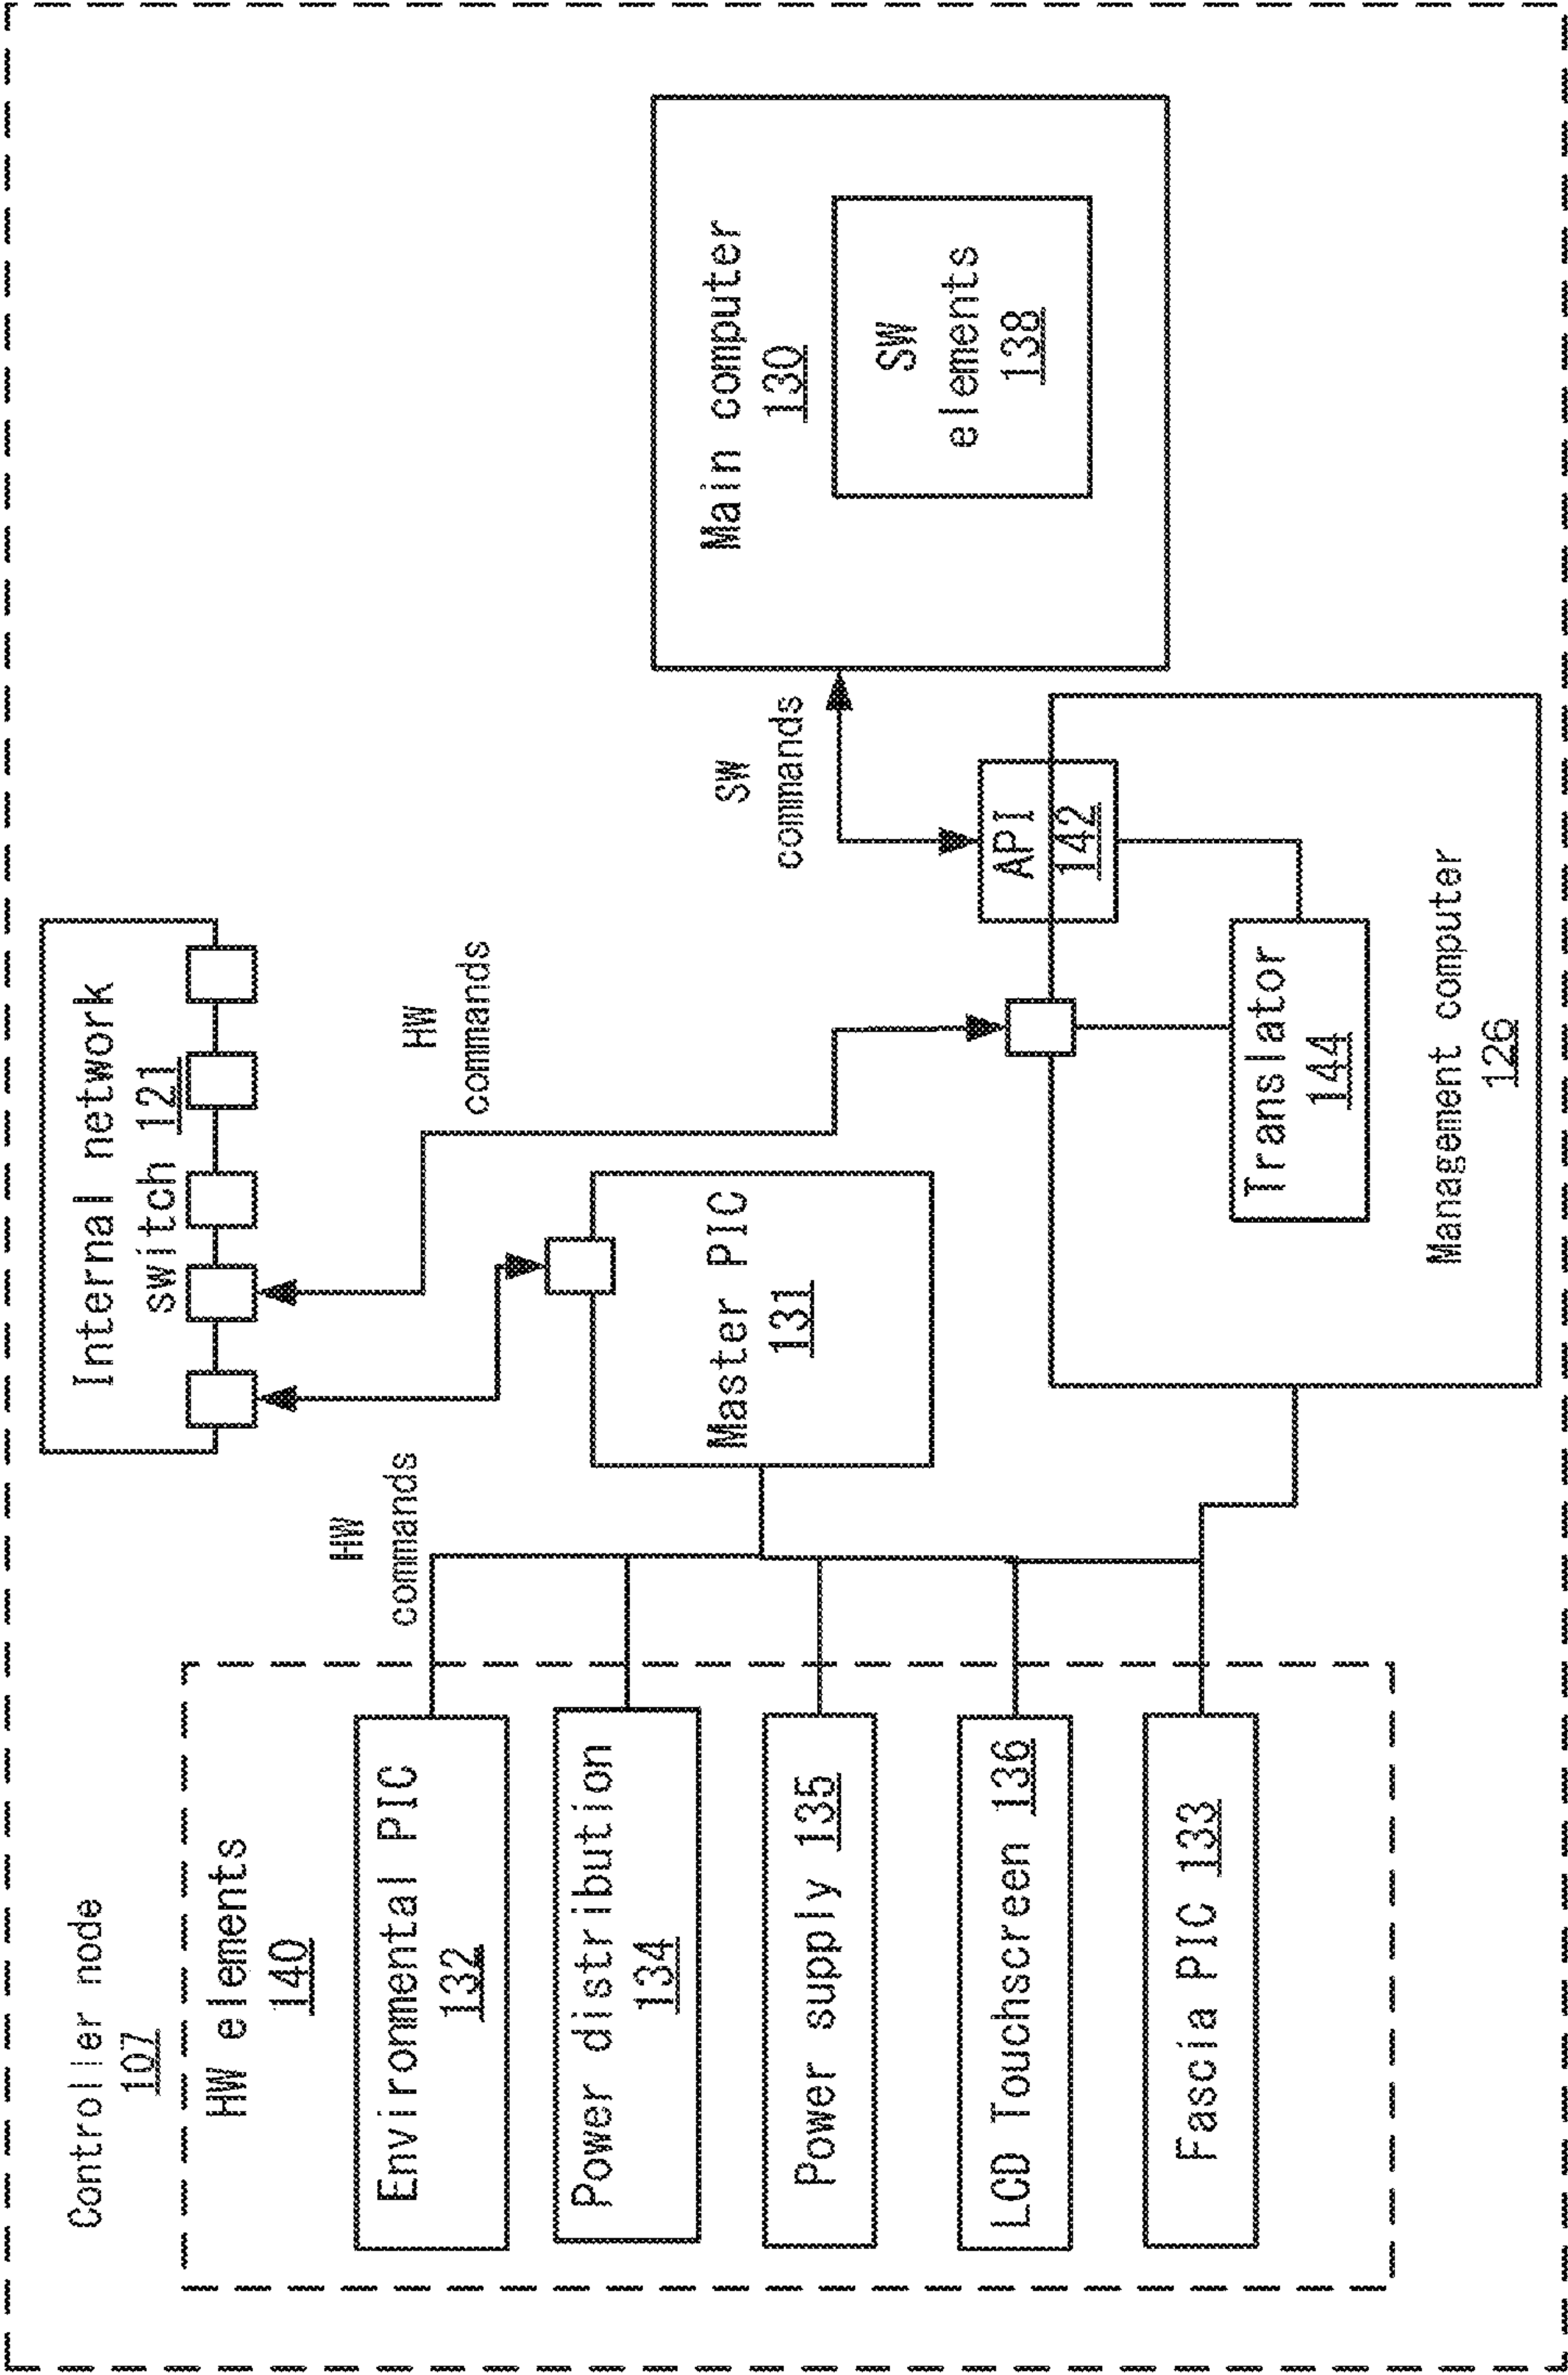 Controller node
107
HW elements
140
Environmental PIC
132
Power distribution
134
Power supply 135
LCD Touchscreen 136
Fascia PIC 133
HW
commands
Internal network
switch 121
Master PIC
131
HW
commands
SW
commands
API
142
Translator
144
Management computer
126
Main computer
130
SW
elements
138